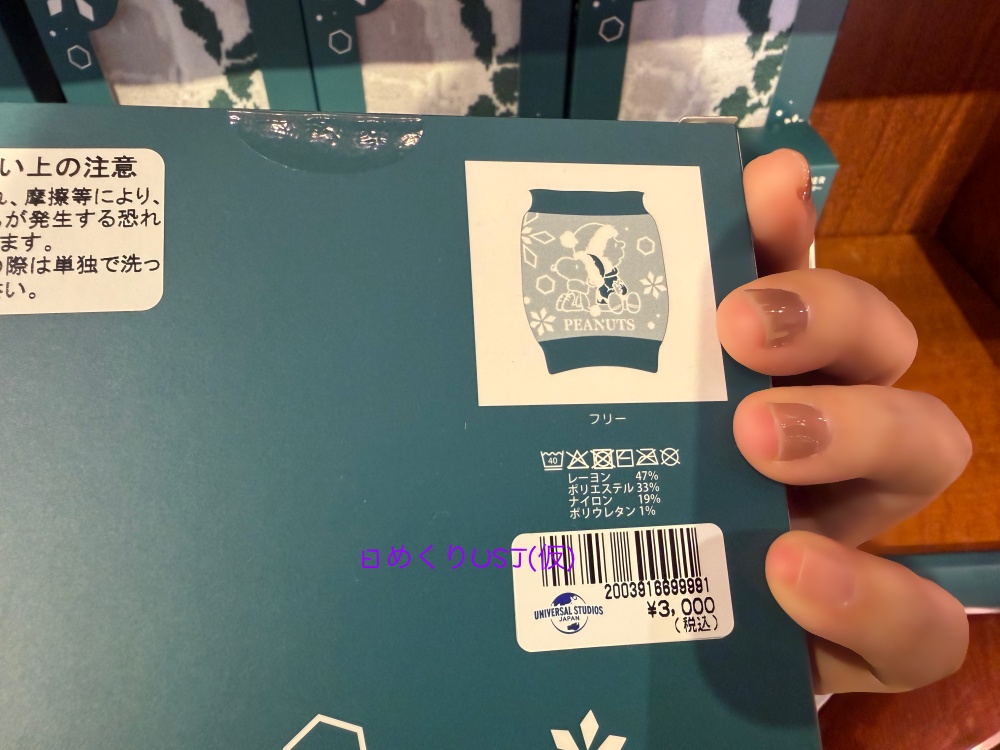 い上の注意
れ、摩擦等により、
が発生する恐れ
ます。
の際は単独で洗っ
さい。
PEANUTS
フリー
40
レーヨン 47%
ポリエステル 33%
ナイロン 19%
ポリウレタン 1%
日めくりUSJ(仮)
2003916699991
UNIVERSAL STUDIOS
JAPAN
¥3,000
(税込)